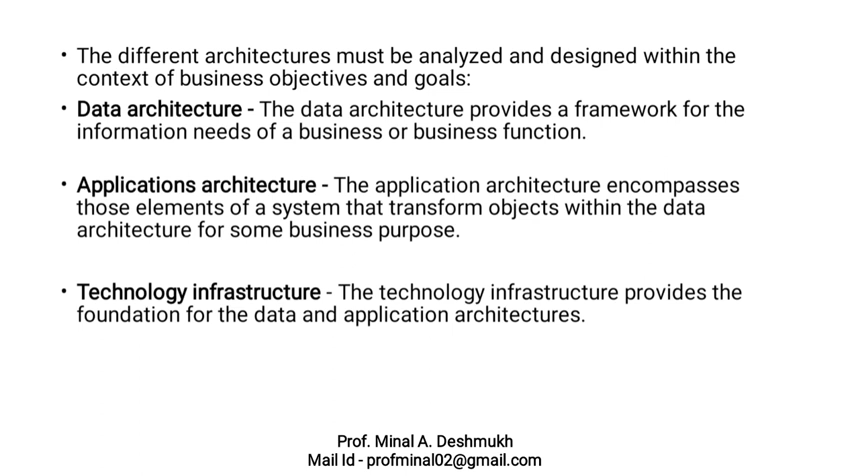 • The different architectures must be analyzed and designed within the
context of business objectives and goals:
• Data architecture - The data architecture provides a framework for the
information needs of a business or business function.
• Applications architecture - The application architecture encompasses
those elements of a system that transform objects within the data
architecture for some business purpose.
• Technology infrastructure - The technology infrastructure provides the
foundation for the data and application architectures.
Prof. Minal A. Deshmukh
Mail Id - profminal02@gmail.com